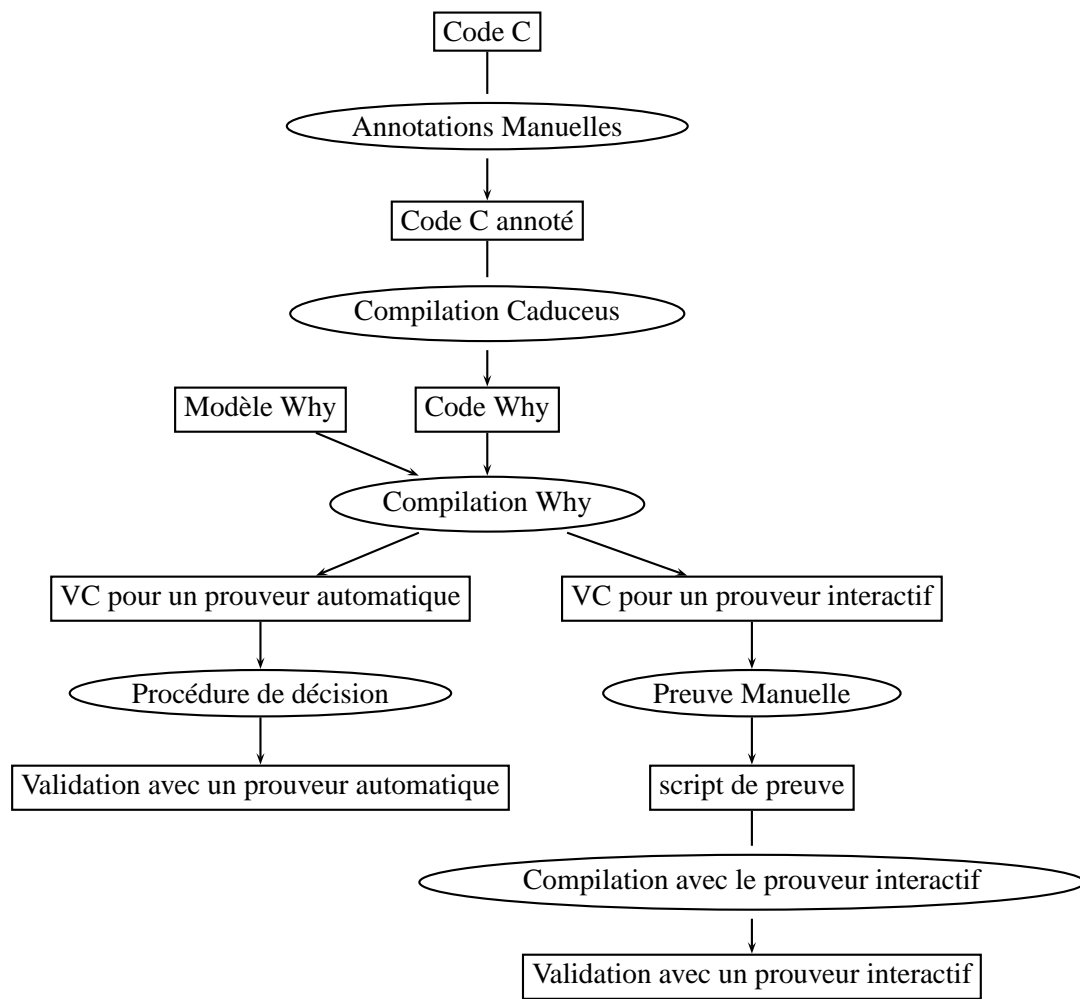 Code C
Annotations Manuelles
Code C annoté
Compilation Caduceus
Modèle Why
Code Why
Compilation Why
VC pour un prouveur automatique
VC pour un prouveur interactif
Procédure de décision
Preuve Manuelle
Validation avec un prouveur automatique
script de preuve
Compilation avec le prouveur interactif
Validation avec un prouveur interactif